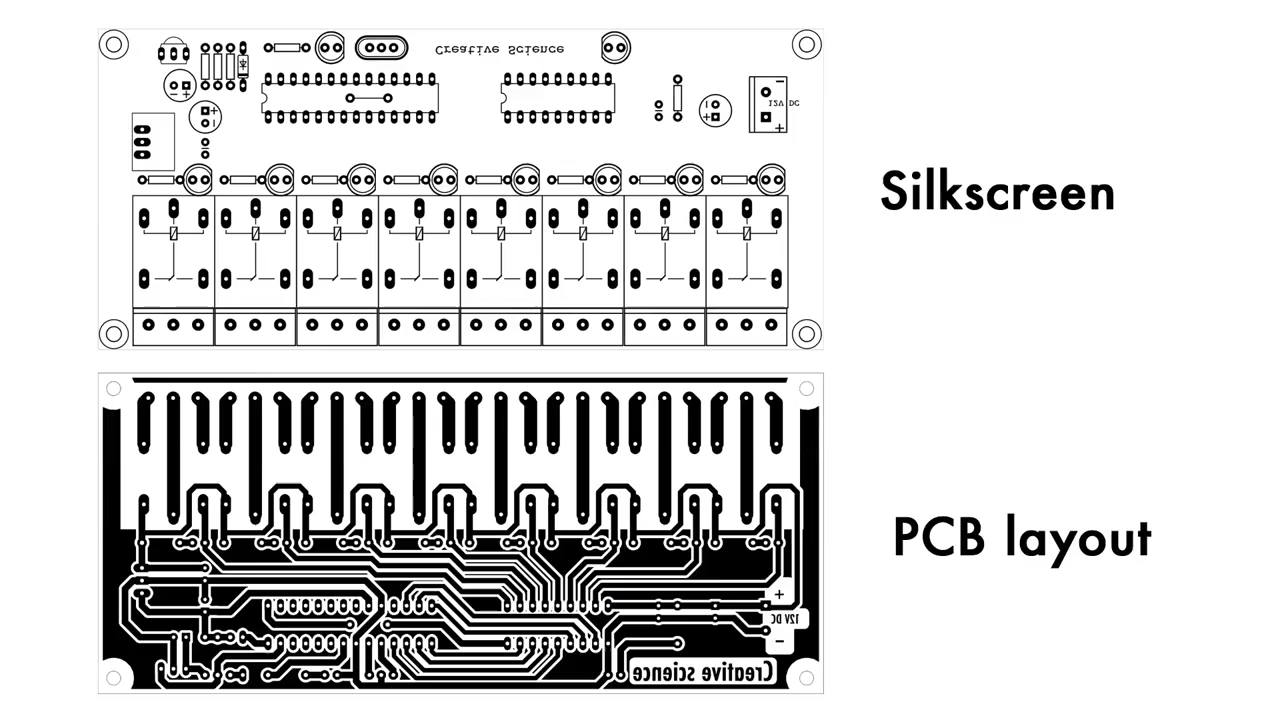 Creative Science
12V DC
Silkscreen
PCB layout
12V DC
Creative science